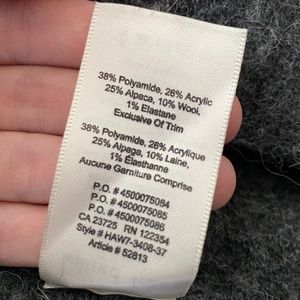 38% Polyamide, 26% Acrylic
25% Alpaca, 10% Wool,
1% Elastane
Exclusive Of Trim
38% Polyamide, 26% Acrylique
25% Alpaga, 10% Laine,
1% Élasthanne
Aucune Garniture Comprise
P.O. # 4500075084
P.O. # 4500075085
P.O. # 4500075086
CA 23725 RN 122354
Style # HAW7-3408-37
Article # 52813